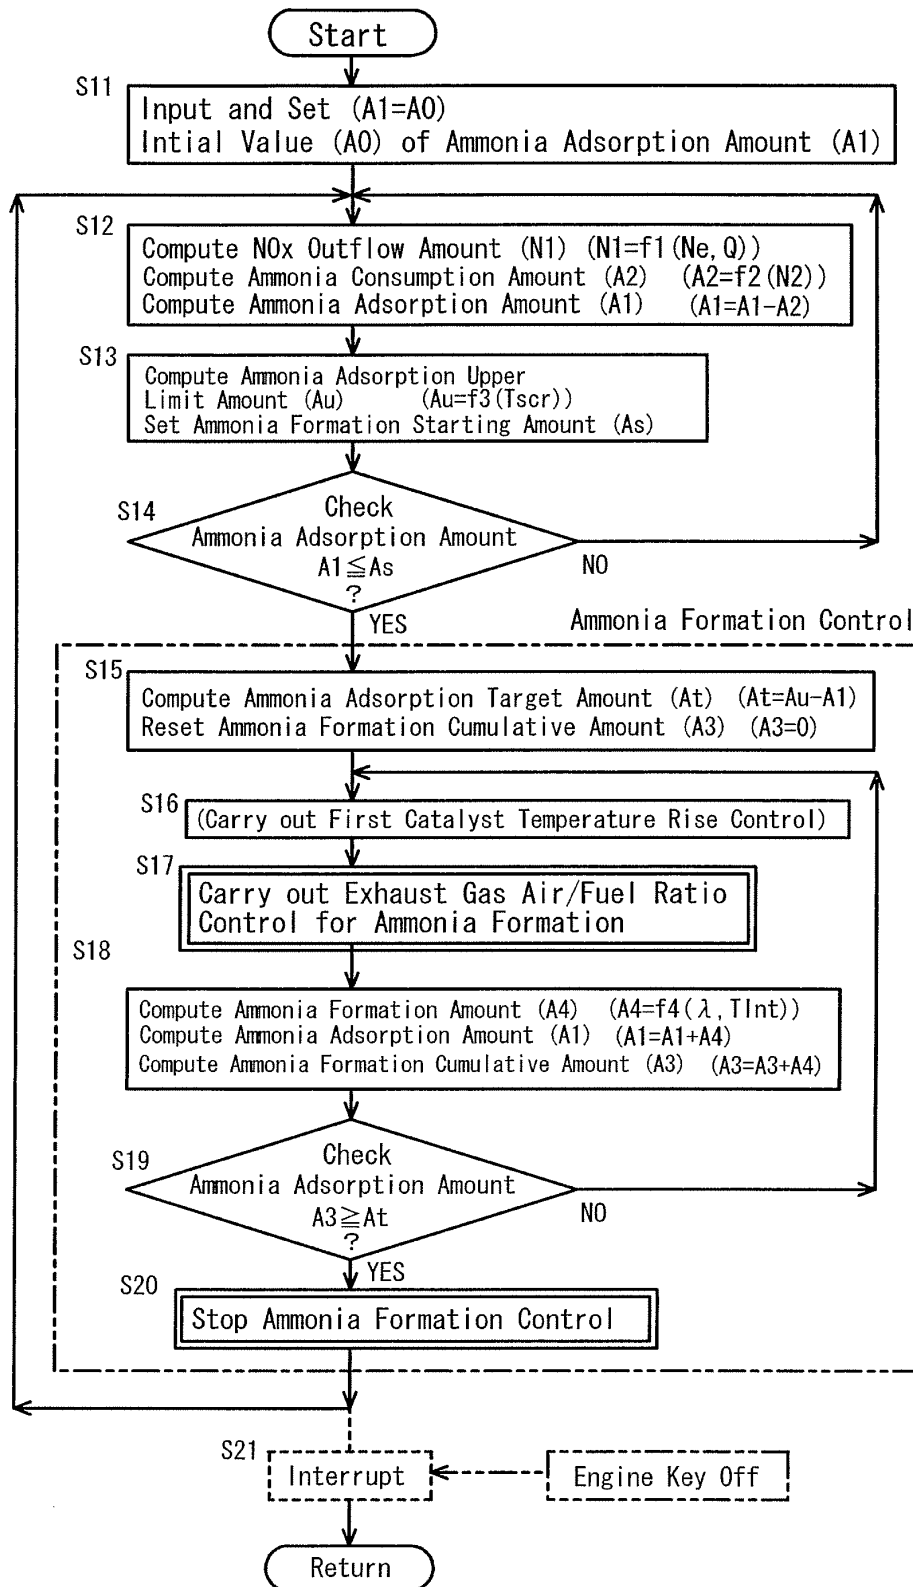 Start
S11
Input and Set (A1=A0)
Intial Value (A0) of Ammonia Adsorption Amount (A1)
S12
Compute NOx Outflow Amount (N1) (N1=f1(Ne,Q))
Compute Ammonia Consumption Amount (A2) (A2=f2(N2))
Compute Ammonia Adsorption Amount (A1) (A1=A1-A2)
S13
Compute Ammonia Adsorption Upper
Limit Amount (Au) (Au=f3(Tscr))
Set Ammonia Formation Starting Amount (As)
S14
Check
Ammonia Adsorption Amount
A1≦As
?
NO
YES
Ammonia Formation Control
S15
Compute Ammonia Adsorption Target Amount (At) (At=Au-A1)
Reset Ammonia Formation Cumulative Amount (A3) (A3=0)
S16
(Carry out First Catalyst Temperature Rise Control)
S17
Carry out Exhaust Gas Air/Fuel Ratio
Control for Ammonia Formation
S18
Compute Ammonia Formation Amount (A4) (A4=f4(λ,TInt))
Compute Ammonia Adsorption Amount (A1) (A1=A1+A4)
Compute Ammonia Formation Cumulative Amount (A3) (A3=A3+A4)
S19
Check
Ammonia Adsorption Amount
A3≧At
?
NO
YES
S20
Stop Ammonia Formation Control
S21
Interrupt
Engine Key Off
Return